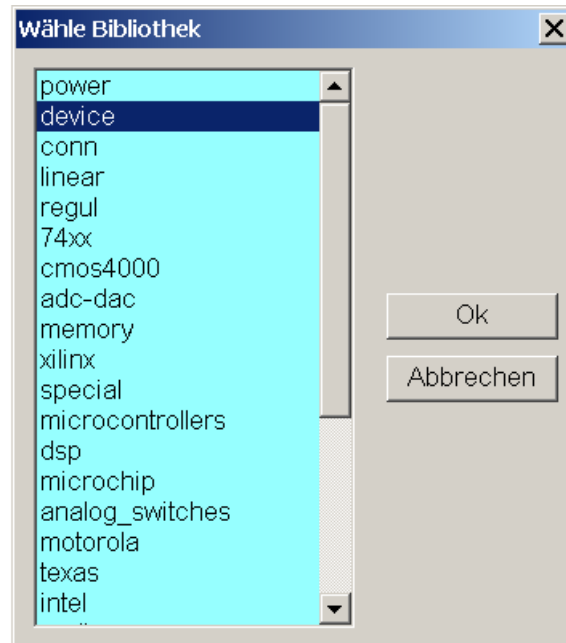 Wähle Bibliothek
power
device
conn
linear
regul
74xx
cmos4000
adc-dac
memory
xilinx
special
microcontrollers
dsp
microchip
analog_switches
motorola
texas
intel
Ok
Abbrechen